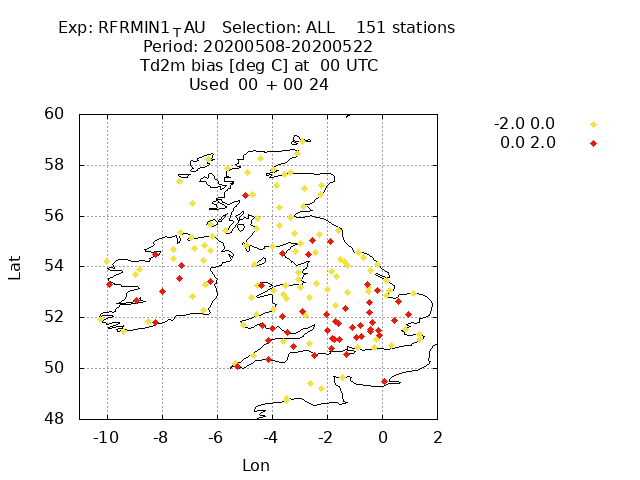 Exp: RFRMIN1TAU Selection: ALL 151 stations
Period: 20200508-20200522
Td2m bias [deg C] at 00 UTC
Used 00 + 00 24
-2.0 0.0
0.0 2.0
60
58
56
54
52
50
48
Lat
-10 -8 -6 -4 -2 0 2
Lon